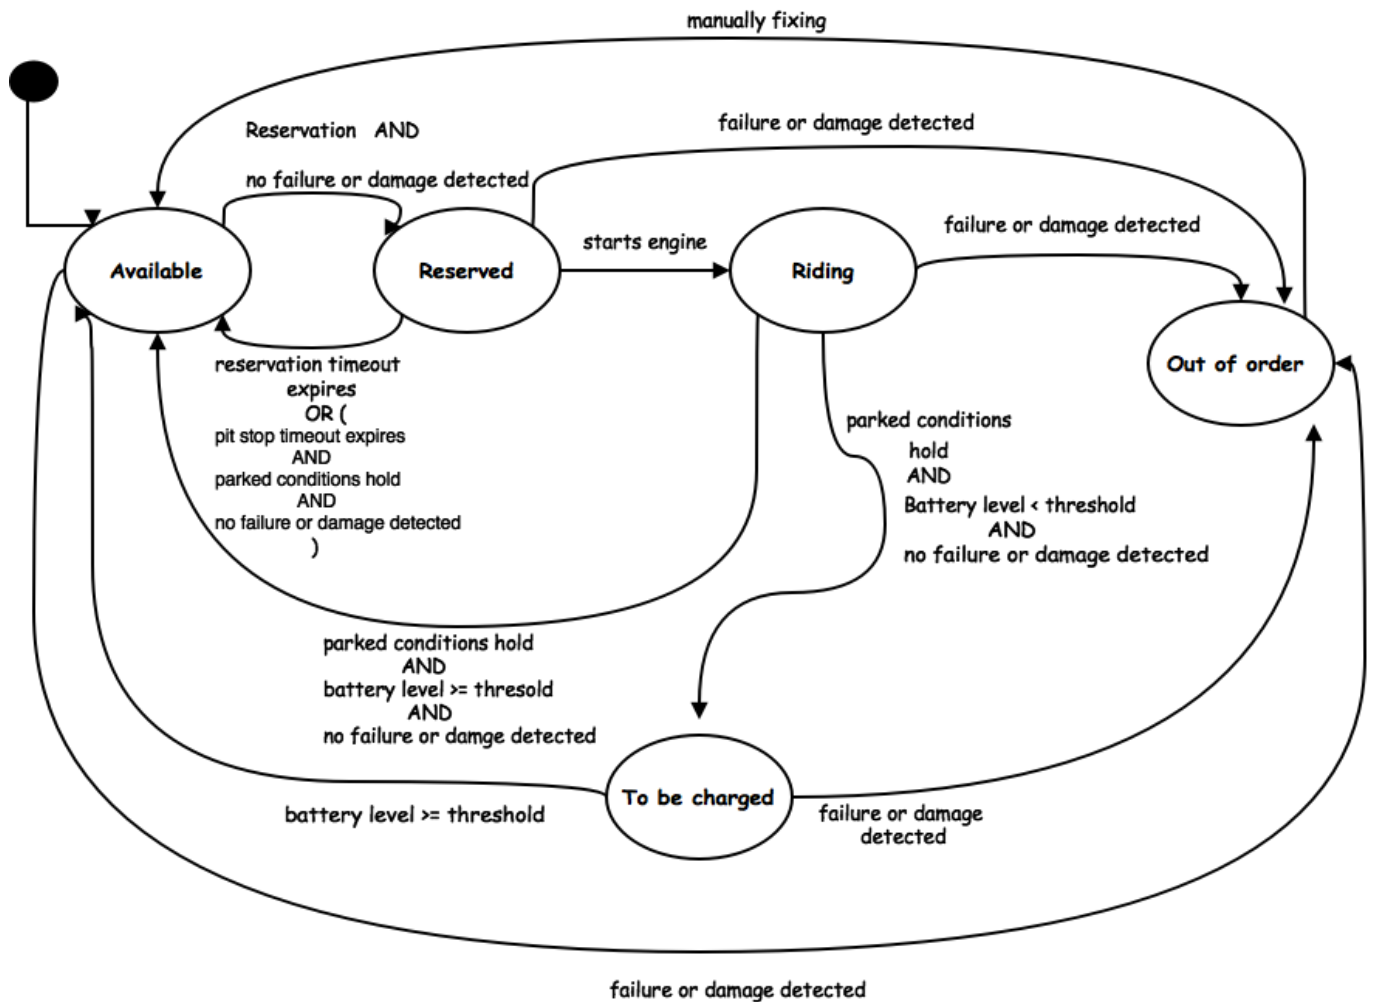 manually fixing
Reservation AND
no failure or damage detected
failure or damage detected
starts engine
failure or damage detected
Available
Reserved
Riding
Out of order
reservation timeout
expires
OR (
pit stop timeout expires
AND
parked conditions hold
AND
no failure or damage detected
)
parked conditions
hold
AND
Battery level < threshold
AND
no failure or damage detected
parked conditions hold
AND
battery level >= thresold
AND
no failure or damge detected
To be charged
battery level >= threshold
failure or damage
detected
failure or damage detected